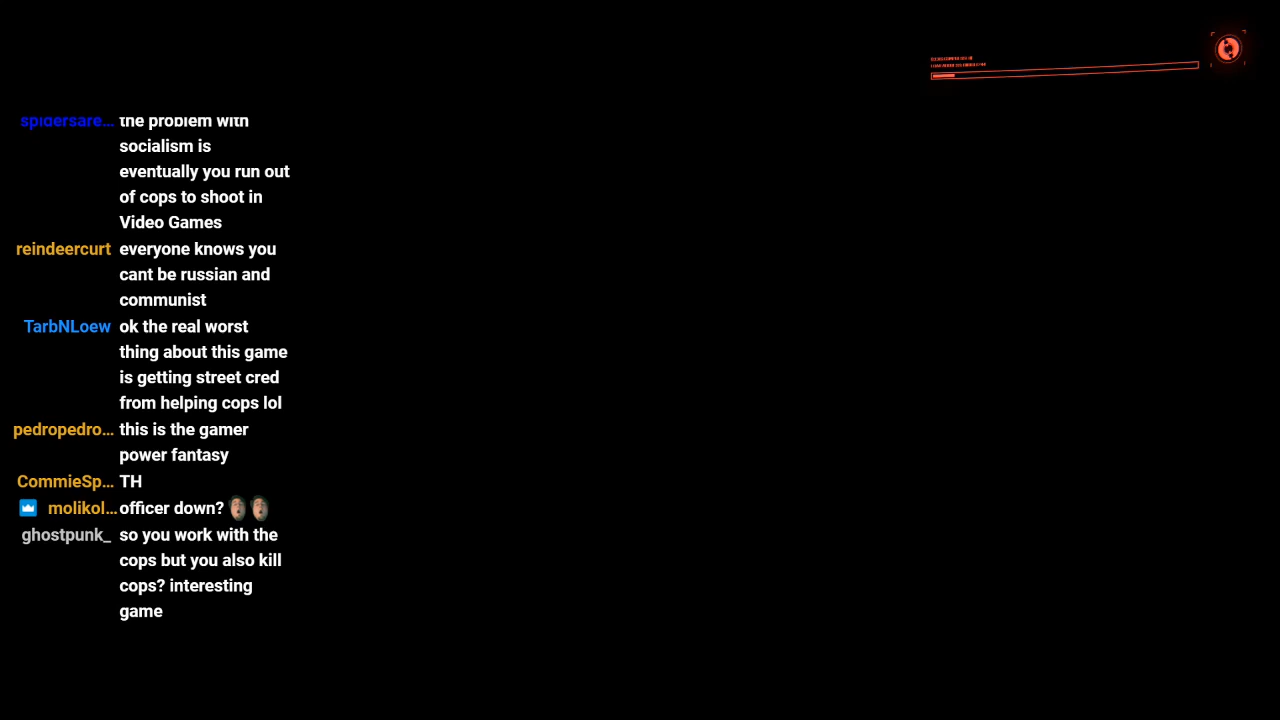 spidersare… the problem with
socialism is
eventually you run out
of cops to shoot in
Video Games
reindeercurt everyone knows you
cant be russian and
communist
TarbNLoew ok the real worst
thing about this game
is getting street cred
from helping cops lol
pedropedro… this is the gamer
power fantasy
CommieSp… TH
molikol… officer down?
ghostpunk_ so you work with the
cops but you also kill
cops? interesting
game